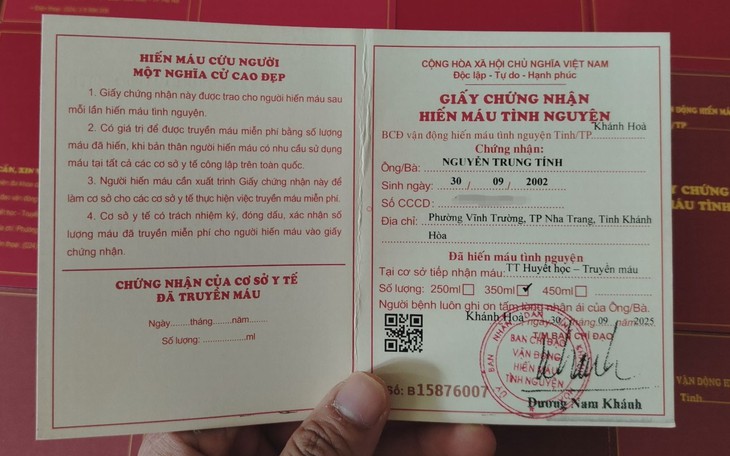 HIẾN MÁU CỨU NGƯỜI
MỘT NGHĨA CỬ CAO ĐẸP
1. Giấy chứng nhận này được trao cho người hiến máu sau
mỗi lần hiến máu tình nguyện.
2. Có giá trị để được truyền máu miễn phí bằng số lượng
máu đã hiến, khi bản thân người hiến máu có nhu cầu sử dụng
máu tại tất cả các cơ sở y tế công lập trên toàn quốc.
3. Người hiến máu cần xuất trình Giấy chứng nhận này để
làm cơ sở cho các cơ sở y tế thực hiện việc truyền máu miễn phí.
4. Cơ sở y tế có trách nhiệm ký, đóng dấu, xác nhận số
lượng máu đã truyền miễn phí cho người hiến máu vào giấy
chứng nhận.
CHỨNG NHẬN CỦA CƠ SỞ Y TẾ
ĐÃ TRUYỀN MÁU
Ngày.......tháng.......năm.......
Số lượng: ....................ml
CỘNG HÒA XÃ HỘI CHỦ NGHĨA VIỆT NAM
Độc lập - Tự do - Hạnh phúc
GIẤY CHỨNG NHẬN
HIẾN MÁU TÌNH NGUYỆN
BCĐ vận động hiến máu tình nguyện Tỉnh/TP Khánh Hoà
Chứng nhận:
Ông/Bà: NGUYỄN TRUNG TÍNH
Sinh ngày: 30 / 09 / 2002
Số CCCD:
Địa chỉ: Phường Vĩnh Trường, TP Nha Trang, Tỉnh Khánh
Hòa
Đã hiến máu tình nguyện
Tại cơ sở tiếp nhận máu: TT Huyết học – Truyền máu
Số lượng: 250ml 350ml ✓ 450ml
Người bệnh luôn ghi ơn tấm lòng nhân ái của Ông/Bà.
Khánh Hoà, ngày 30 tháng 09 năm 2025
T/M BAN CHỈ ĐẠO
BAN CHỈ ĐẠO
VẬN ĐỘNG
HIẾN MÁU
TÌNH NGUYỆN
Số: B15876007
Dương Nam Khánh